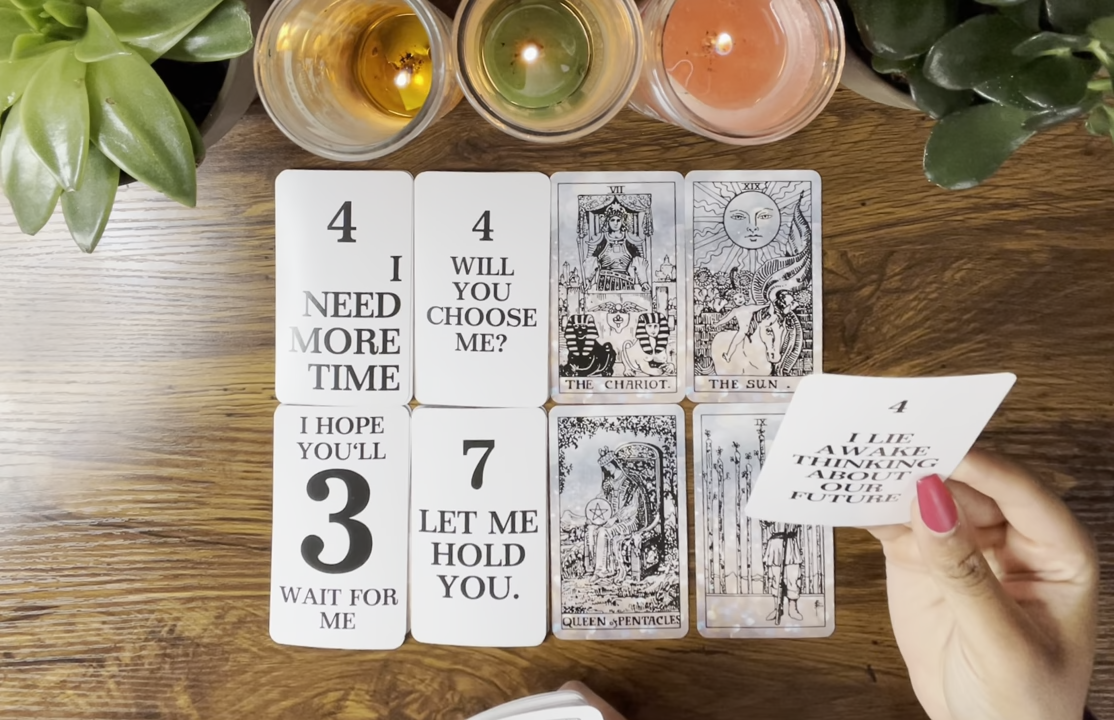 4
I
NEED
MORE
TIME
4
WILL
YOU
CHOOSE
ME?
VII
THE CHARIOT.
XIX
THE SUN.
I HOPE
YOU'LL
3
WAIT FOR
ME
7
LET ME
HOLD
YOU.
QUEEN of PENTACLES
IX
4
I LIE
AWAKE
THINKING
ABOUT
OUR
FUTURE